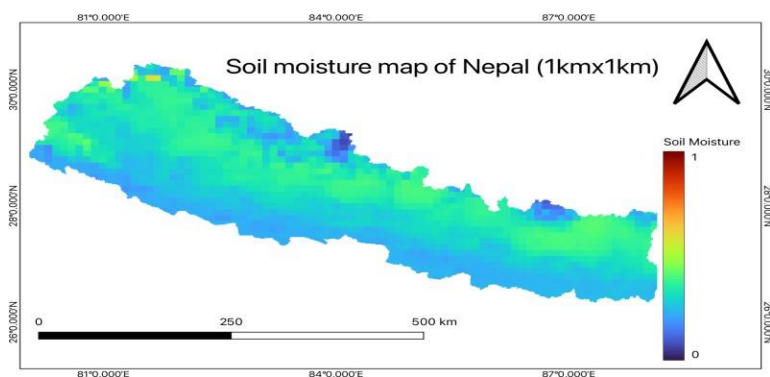 81°0.000'E 84°0.000'E 87°0.000'E
Soil moisture map of Nepal (1kmx1km)
30°0.000'N 30°0.000'N
Soil Moisture
1
28°0.000'N 28°0.000'N
0 250 500 km
0
26°0.000'N 26°0.000'N
81°0.000'E 84°0.000'E 87°0.000'E